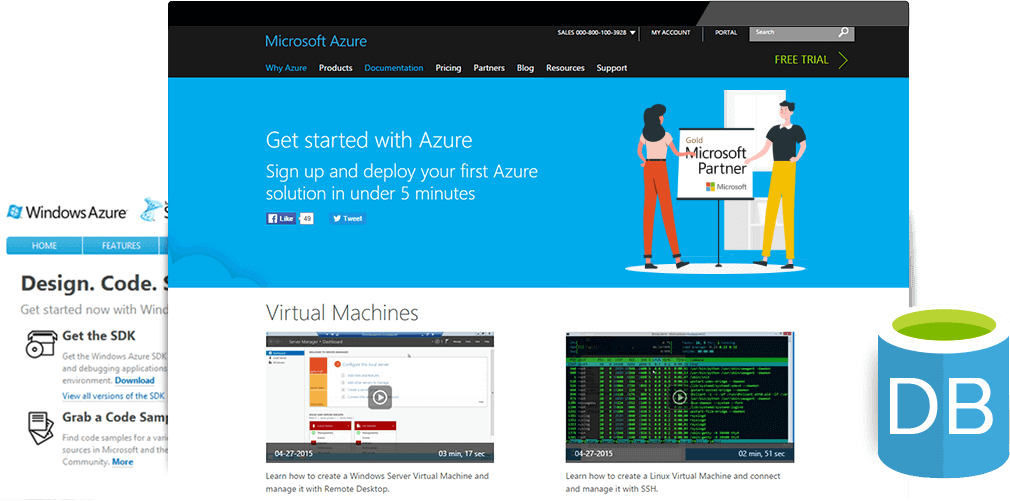 Microsoft Azure
SALES 000-800-100-3928
MY ACCOUNT
PORTAL
Search
Why Azure
Products
Documentation
Pricing
Partners
Blog
Resources
Support
FREE TRIAL
Get started with Azure
Sign up and deploy your first Azure
solution in under 5 minutes
Like
49
Tweet
Gold
Microsoft
Partner
Microsoft
Windows Azure
HOME
FEATURES
Design. Code.
Get started now with
Get the SDK
Get the Windows Azure SDK
and debugging applications
environment. Download
View all versions of the SDK
Grab a Code
Find code samples for a
sources in Microsoft and the
Community. More
Virtual Machines
Server Manager • Dashboard
04-27-2015
03 min, 17 sec
Learn how to create a Windows Server Virtual Machine and
manage it with Remote Desktop.
04-27-2015
02 min, 51 sec
Learn how to create a Linux Virtual Machine and connect
and manage it with SSH.
DB